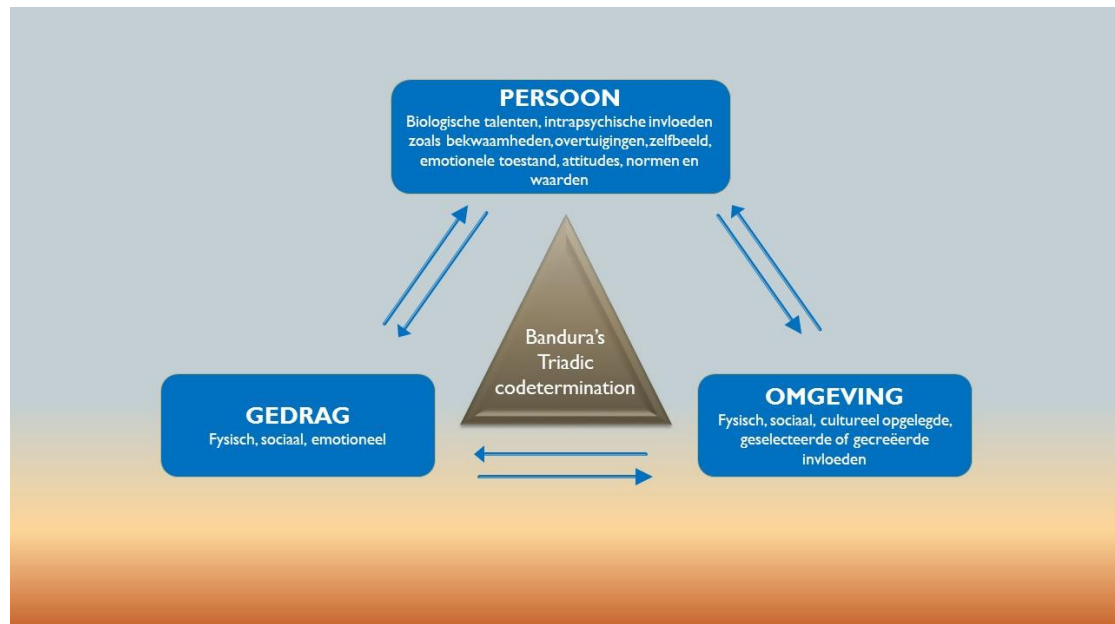 PERSOON
Biologische talenten, intrapsychische invloeden
zoals bekwaamheden, overtuigingen, zelfbeeld,
emotionele toestand, attitudes, normen en
waarden
Bandura's
Triadic
codetermination
GEDRAG
Fysisch, sociaal, emotioneel
OMGEVING
Fysisch, sociaal, cultureel opgelegde,
geselecteerde of gecreëerde
invloeden